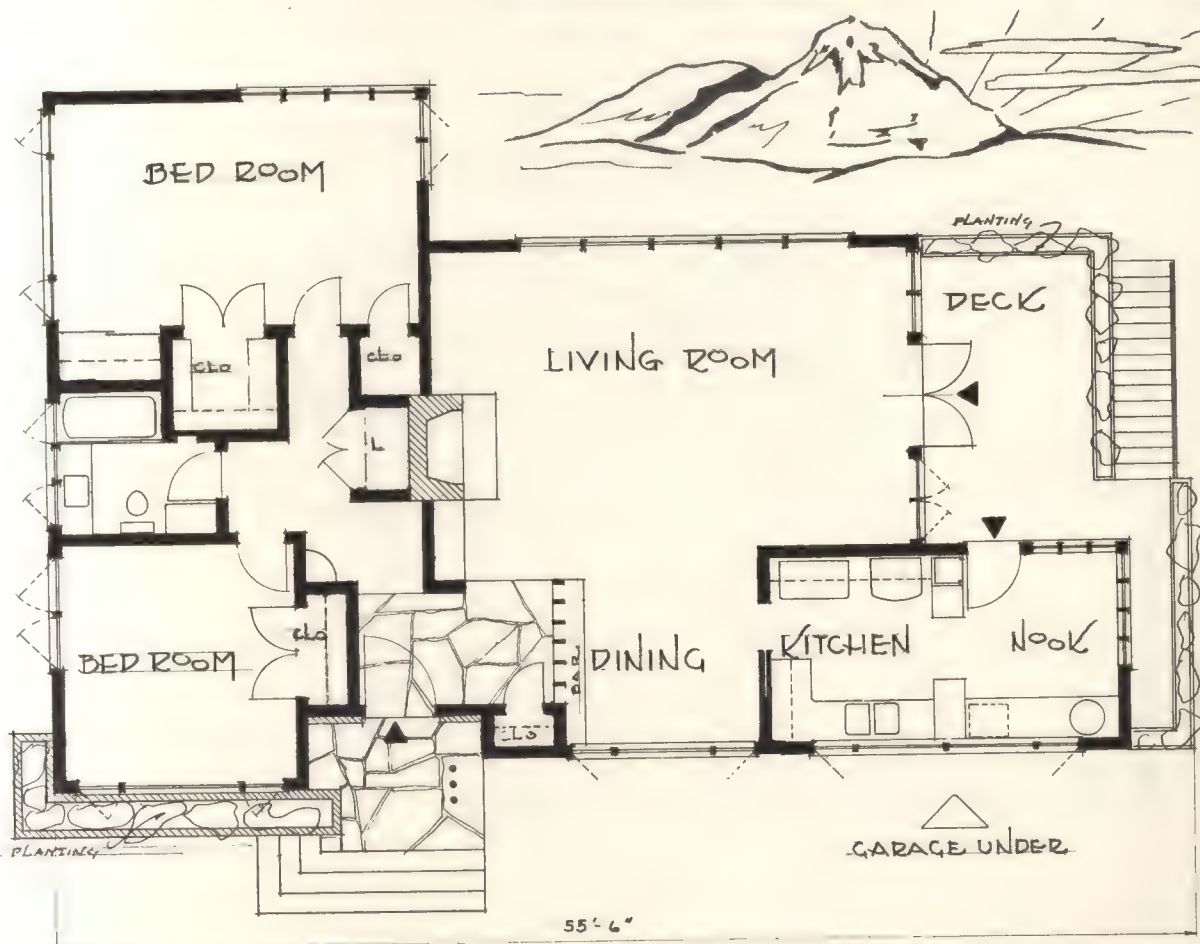 BED ROOM
PLANTING
DECK
LIVING ROOM
CLO
CLO
L
BED ROOM
CLO
DINING
BAR
KITCHEN
NOOK
CLO
PLANTING
GARAGE UNDER
55'-6"